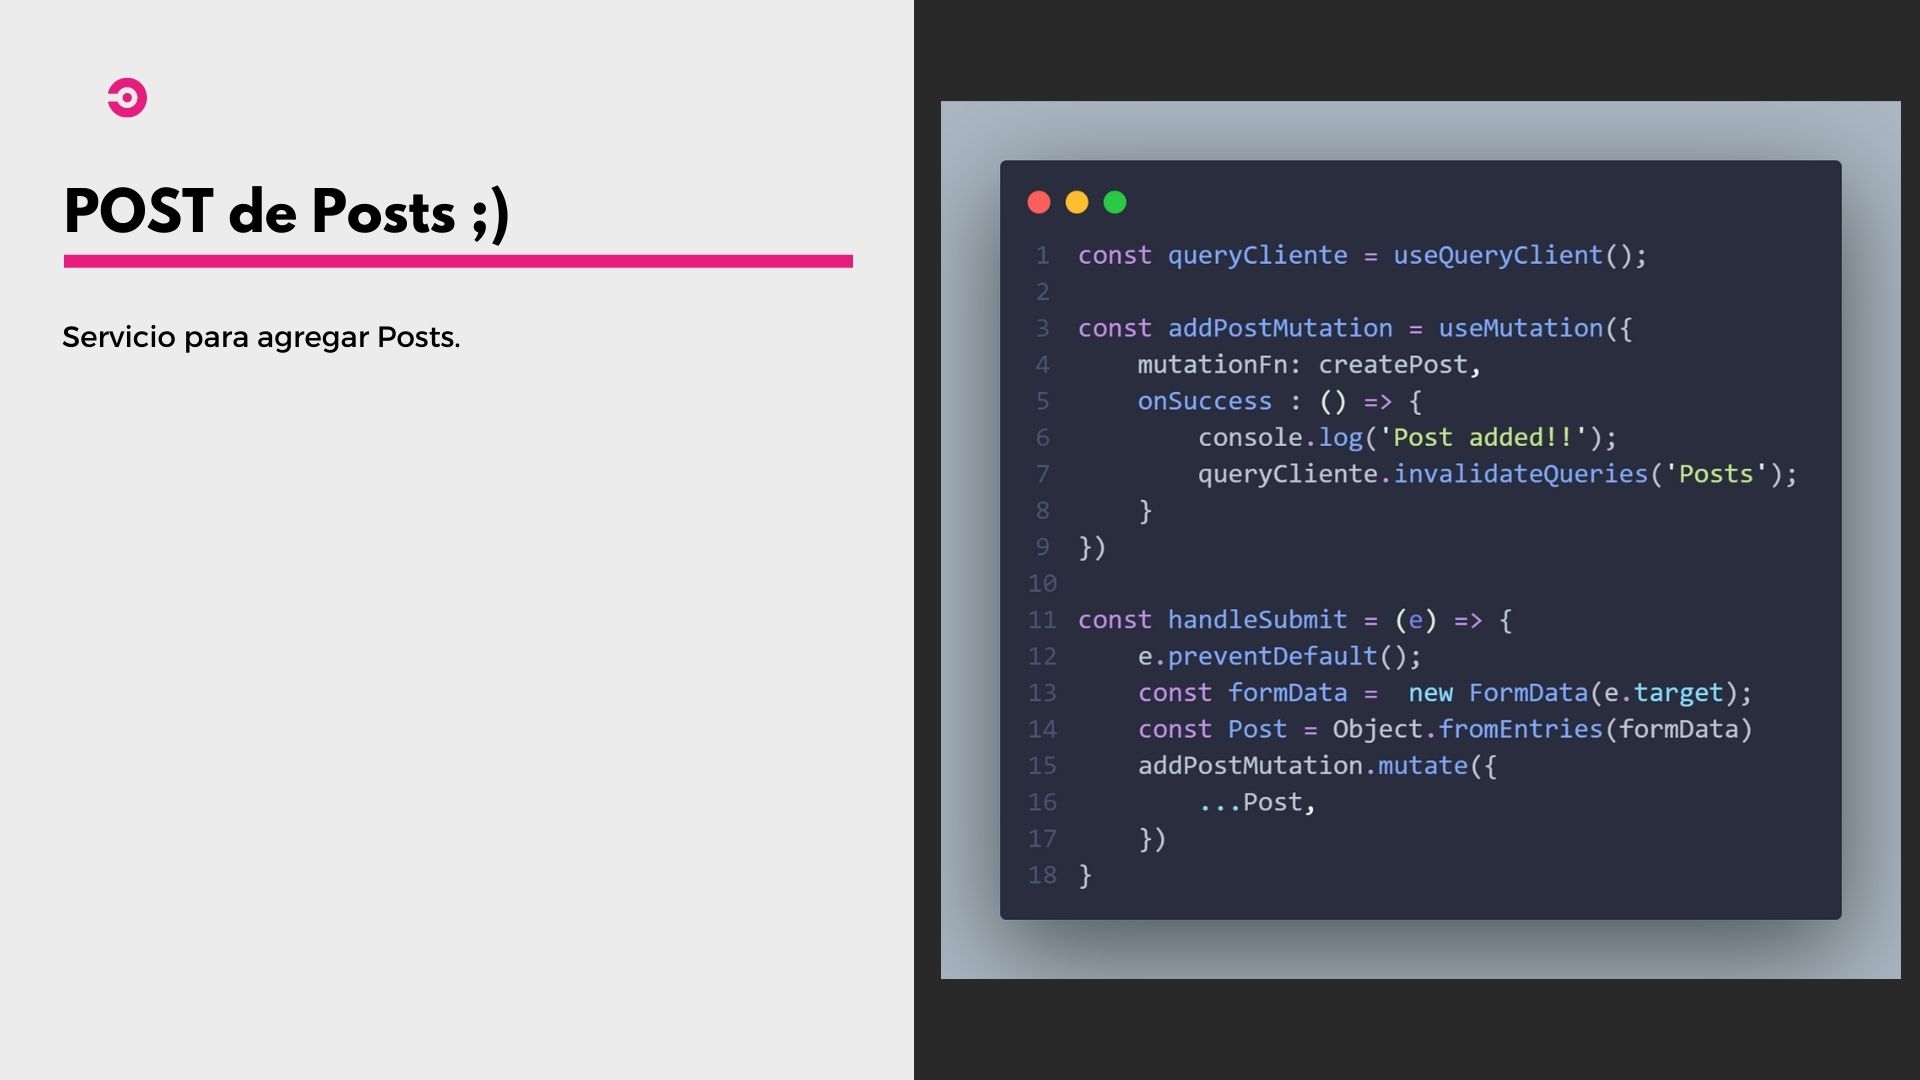 POST de Posts ;)
Servicio para agregar Posts.
1 const queryCliente = useQueryClient();
2
3 const addPostMutation = useMutation({
4     mutationFn: createPost,
5     onSuccess : () => {
6         console.log('Post added!!');
7         queryCliente.invalidateQueries('Posts');
8     }
9 })
10
11 const handleSubmit = (e) => {
12     e.preventDefault();
13     const formData =  new FormData(e.target);
14     const Post = Object.fromEntries(formData)
15     addPostMutation.mutate({
16         ...Post,
17     })
18 }